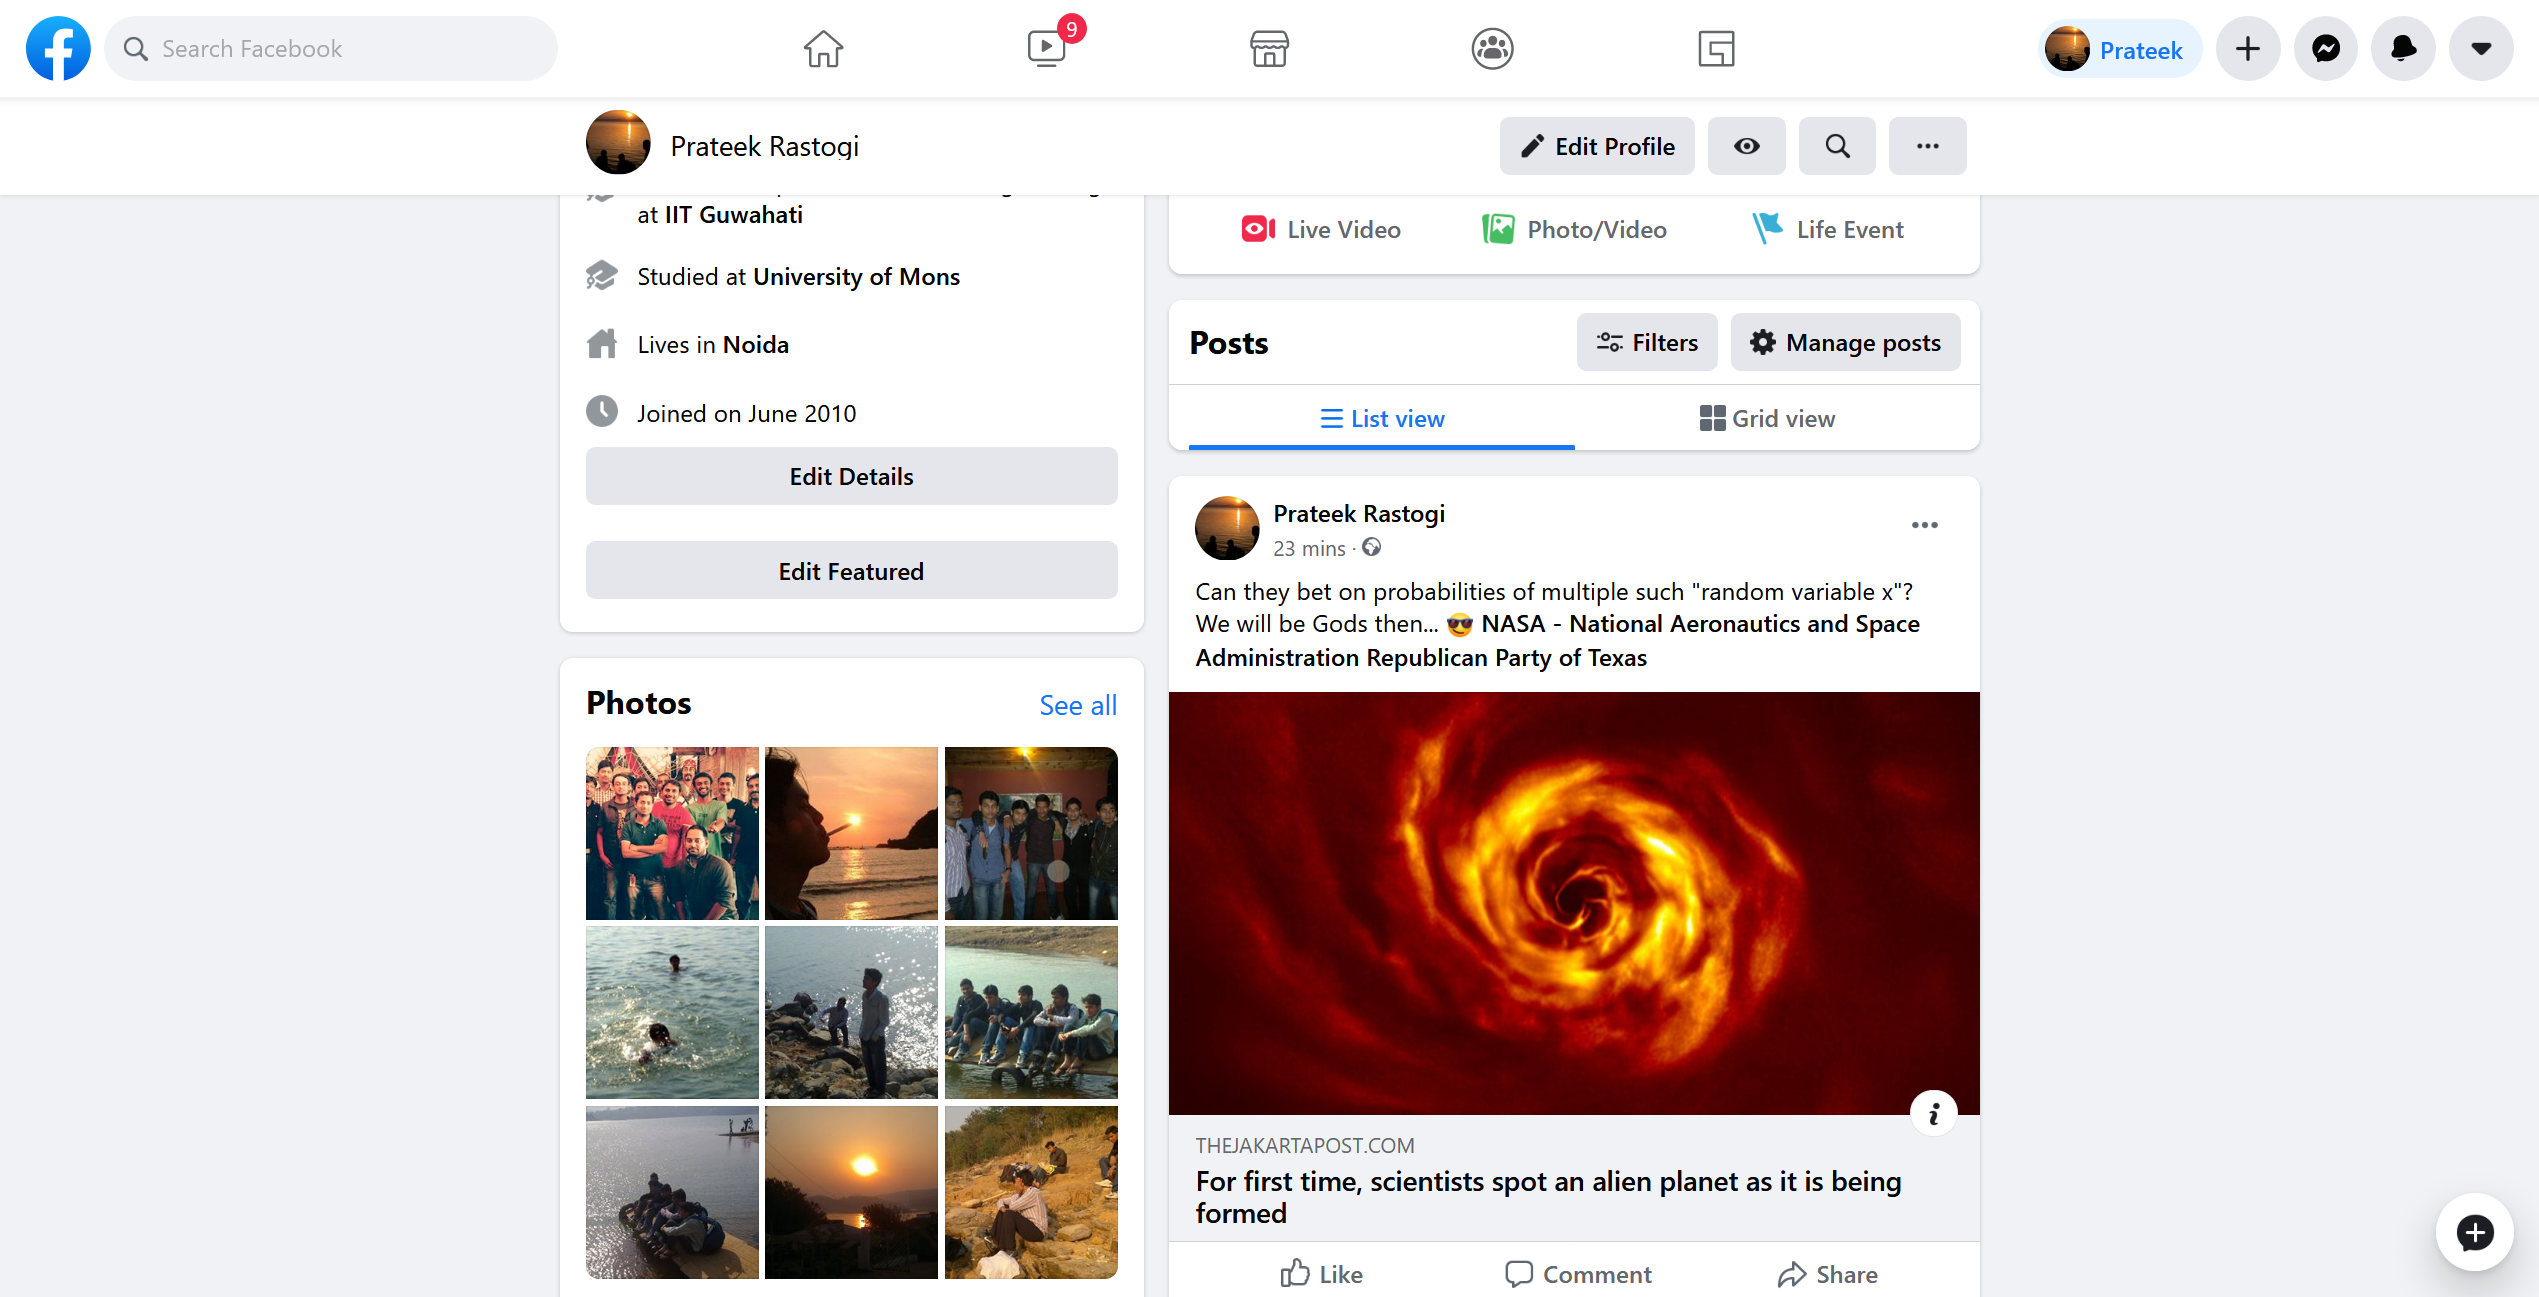 Search Facebook
9
Prateek
Prateek Rastogi
Edit Profile
at IIT Guwahati
Studied at University of Mons
Lives in Noida
Joined on June 2010
Edit Details
Edit Featured
Photos
See all
Live Video
Photo/Video
Life Event
Posts
Filters
Manage posts
List view
Grid view
Prateek Rastogi
23 mins ·
Can they bet on probabilities of multiple such "random variable x"?
We will be Gods then... 😎 NASA - National Aeronautics and Space
Administration Republican Party of Texas
THEJAKARTAPOST.COM
For first time, scientists spot an alien planet as it is being
formed
Like
Comment
Share